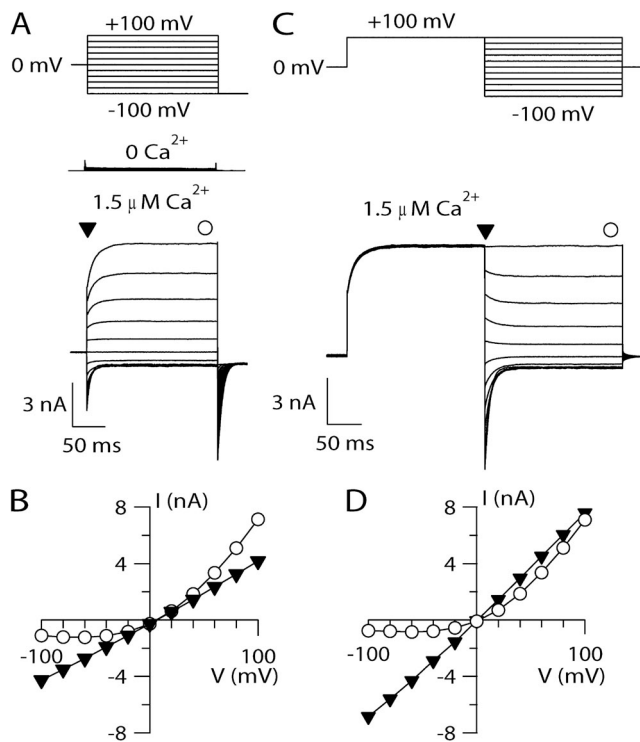 A
+100 mV
0 mV
-100 mV
0 Ca2+
1.5 μ M Ca2+
3 nA
50 ms
C
+100 mV
0 mV
-100 mV
1.5 μ M Ca2+
3 nA
50 ms
B
I (nA)
8
4
-100
100
V (mV)
-4
-8
D
I (nA)
8
4
-100
100
V (mV)
-4
-8